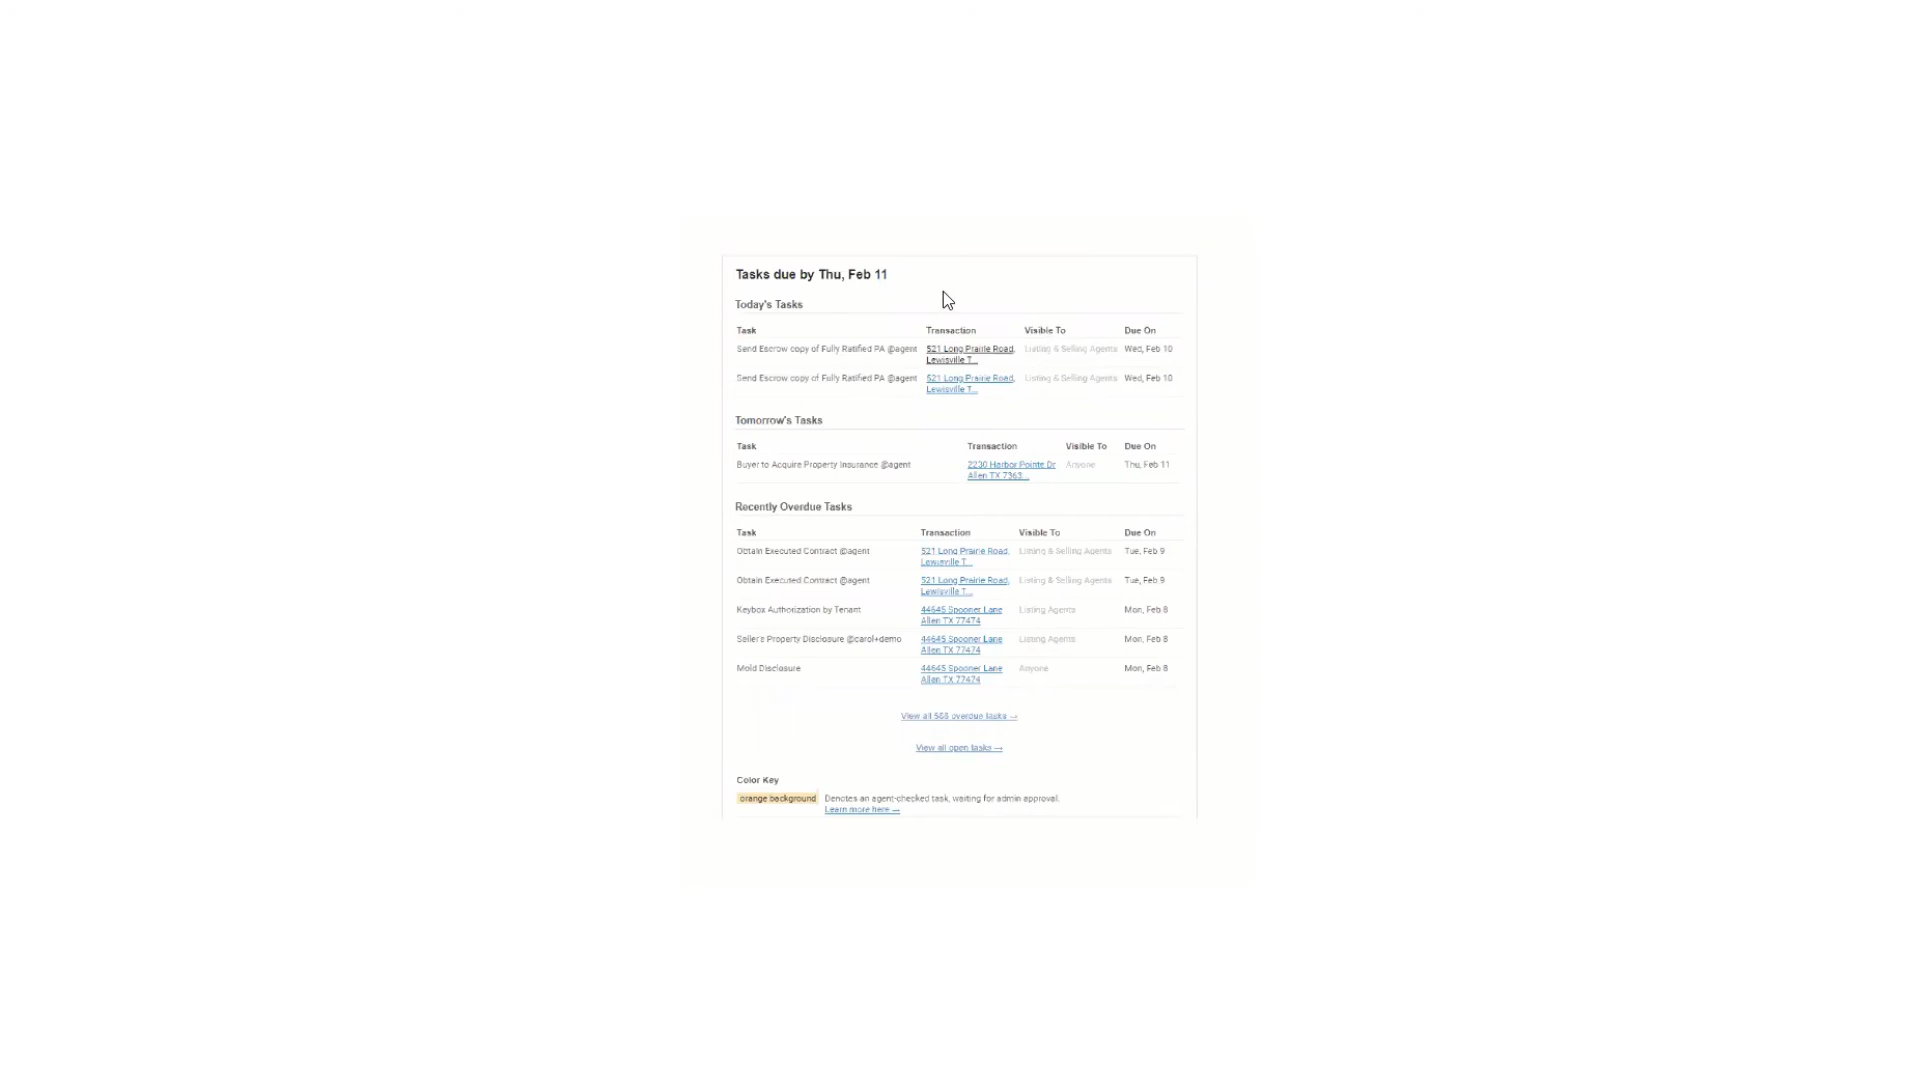 Tasks due by Thu, Feb 11
Today's Tasks
Task Transaction Visible To Due On
Send Escrow copy of Fully Ratified PA @agent 521 Long Prairie Road, Listing & Selling Agents Wed, Feb 10
Lewisville T...
Send Escrow copy of Fully Ratified PA @agent 521 Long Prairie Road, Listing & Selling Agents Wed, Feb 10
Lewisville T...
Tomorrow's Tasks
Task Transaction Visible To Due On
Buyer to Acquire Property Insurance @agent 2230 Harbor Pointe Dr Anyone Thu, Feb 11
Allen TX 7363...
Recently Overdue Tasks
Task Transaction Visible To Due On
Obtain Executed Contract @agent 521 Long Prairie Road, Listing & Selling Agents Tue, Feb 9
Lewisville T...
Obtain Executed Contract @agent 521 Long Prairie Road, Listing & Selling Agents Tue, Feb 9
Lewisville T...
Keybox Authorization by Tenant 44645 Spooner Lane Listing Agents Mon, Feb 8
Allen TX 77474
Seller's Property Disclosure @carol+demo 44645 Spooner Lane Listing Agents Mon, Feb 8
Allen TX 77474
Mold Disclosure 44645 Spooner Lane Anyone Mon, Feb 8
Allen TX 77474
View all overdue tasks →
View all open tasks →
Color Key
orange background Denotes an agent-checked task, waiting for admin approval.
Learn more here →